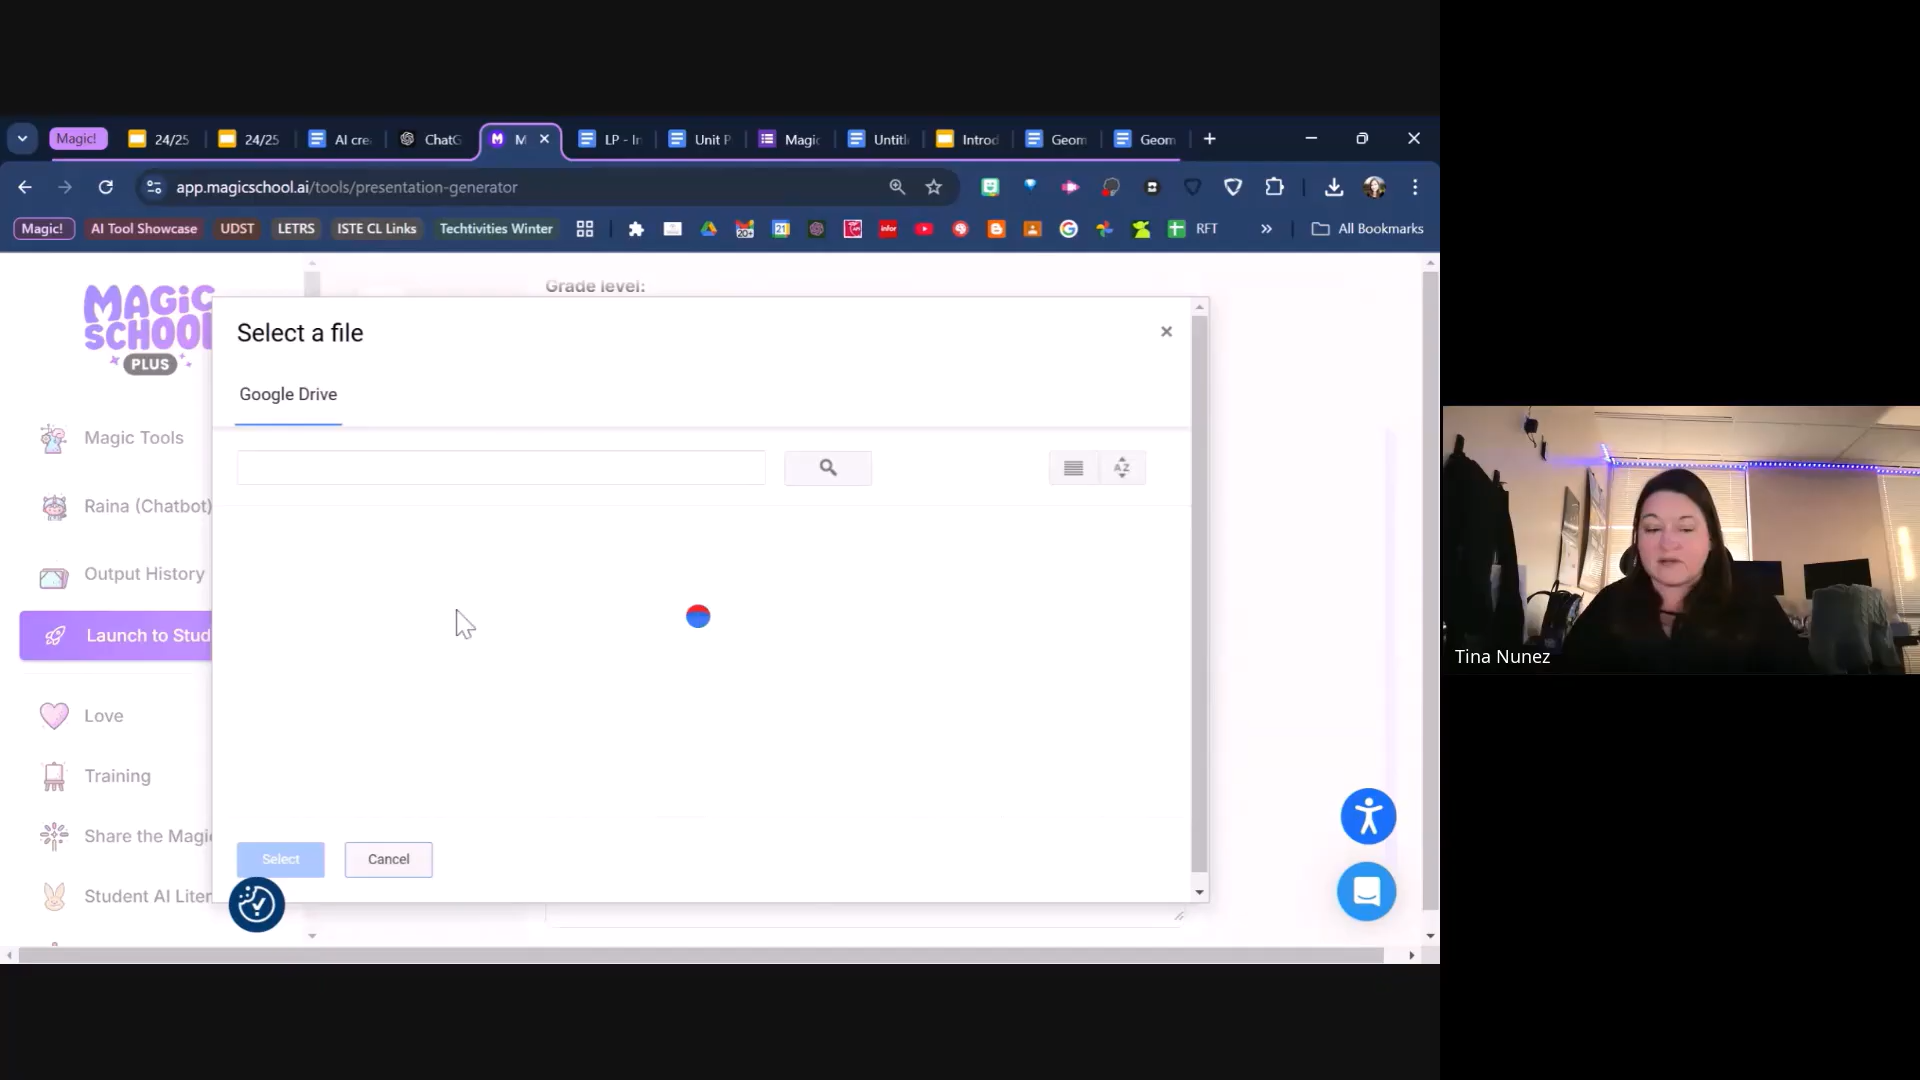 Magic!
24/25
24/25
AI cre
ChatG
M
LP - In
Unit P
Magic
Untitl
Introd
Geom
Geom
app.magicschool.ai/tools/presentation-generator
Magic!
AI Tool Showcase
UDST
LETRS
ISTE CL Links
Techtivities Winter
RFT
All Bookmarks
MAGIC
SCHOOL
PLUS
Grade level:
Select a file
Google Drive
Magic Tools
Raina (Chatbot)
Output History
Launch to Stud
Love
Training
Share the Magi
Student AI Liter
Select
Cancel
Tina Nunez